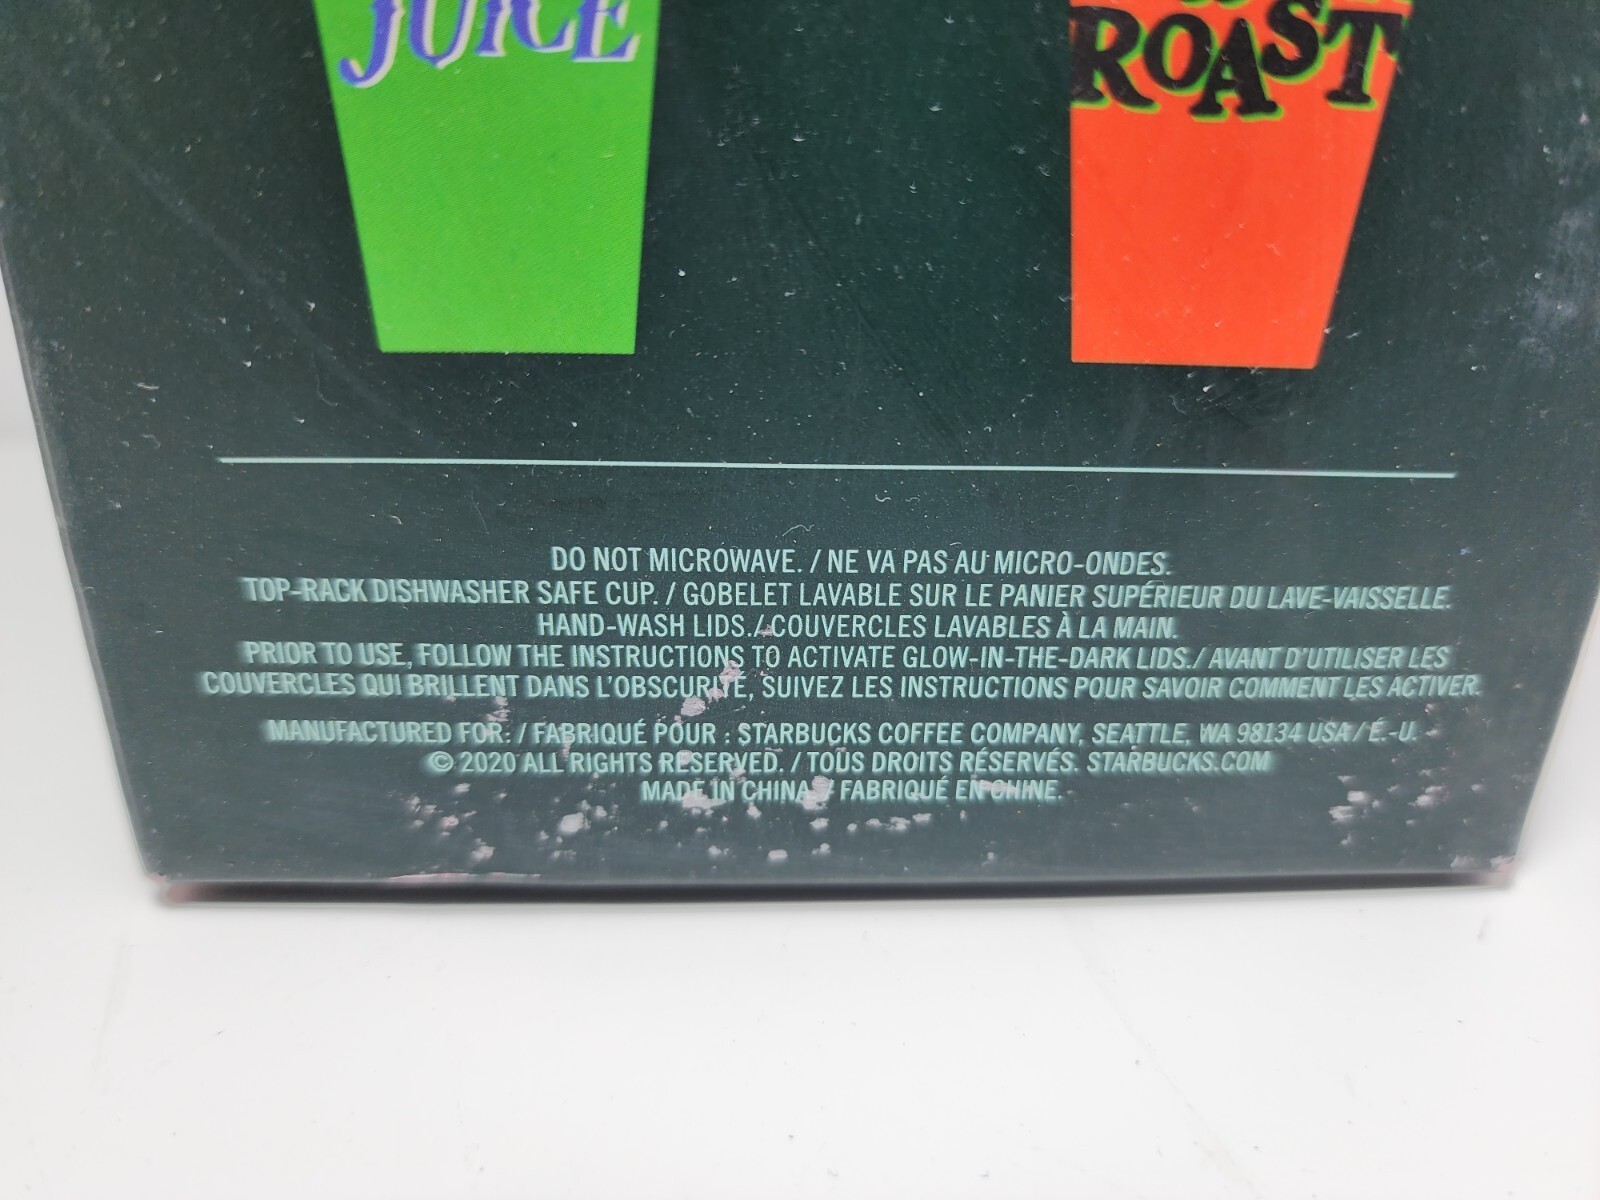 JUICE
ROAST
DO NOT MICROWAVE. / NE VA PAS AU MICRO-ONDES.
TOP-RACK DISHWASHER SAFE CUP. / GOBELET LAVABLE SUR LE PANIER SUPÉRIEUR DU LAVE-VAISSELLE.
HAND-WASH LIDS./ COUVERCLES LAVABLES À LA MAIN.
PRIOR TO USE, FOLLOW THE INSTRUCTIONS TO ACTIVATE GLOW-IN-THE-DARK LIDS./ AVANT D'UTILISER LES
COUVERCLES QUI BRILLENT DANS L'OBSCURITÉ, SUIVEZ LES INSTRUCTIONS POUR SAVOIR COMMENT LES ACTIVER.
MANUFACTURED FOR: / FABRIQUÉ POUR : STARBUCKS COFFEE COMPANY, SEATTLE, WA 98134 USA / É.-U.
© 2020 ALL RIGHTS RESERVED. / TOUS DROITS RÉSERVÉS. STARBUCKS.COM
MADE IN CHINA. / FABRIQUÉ EN CHINE.